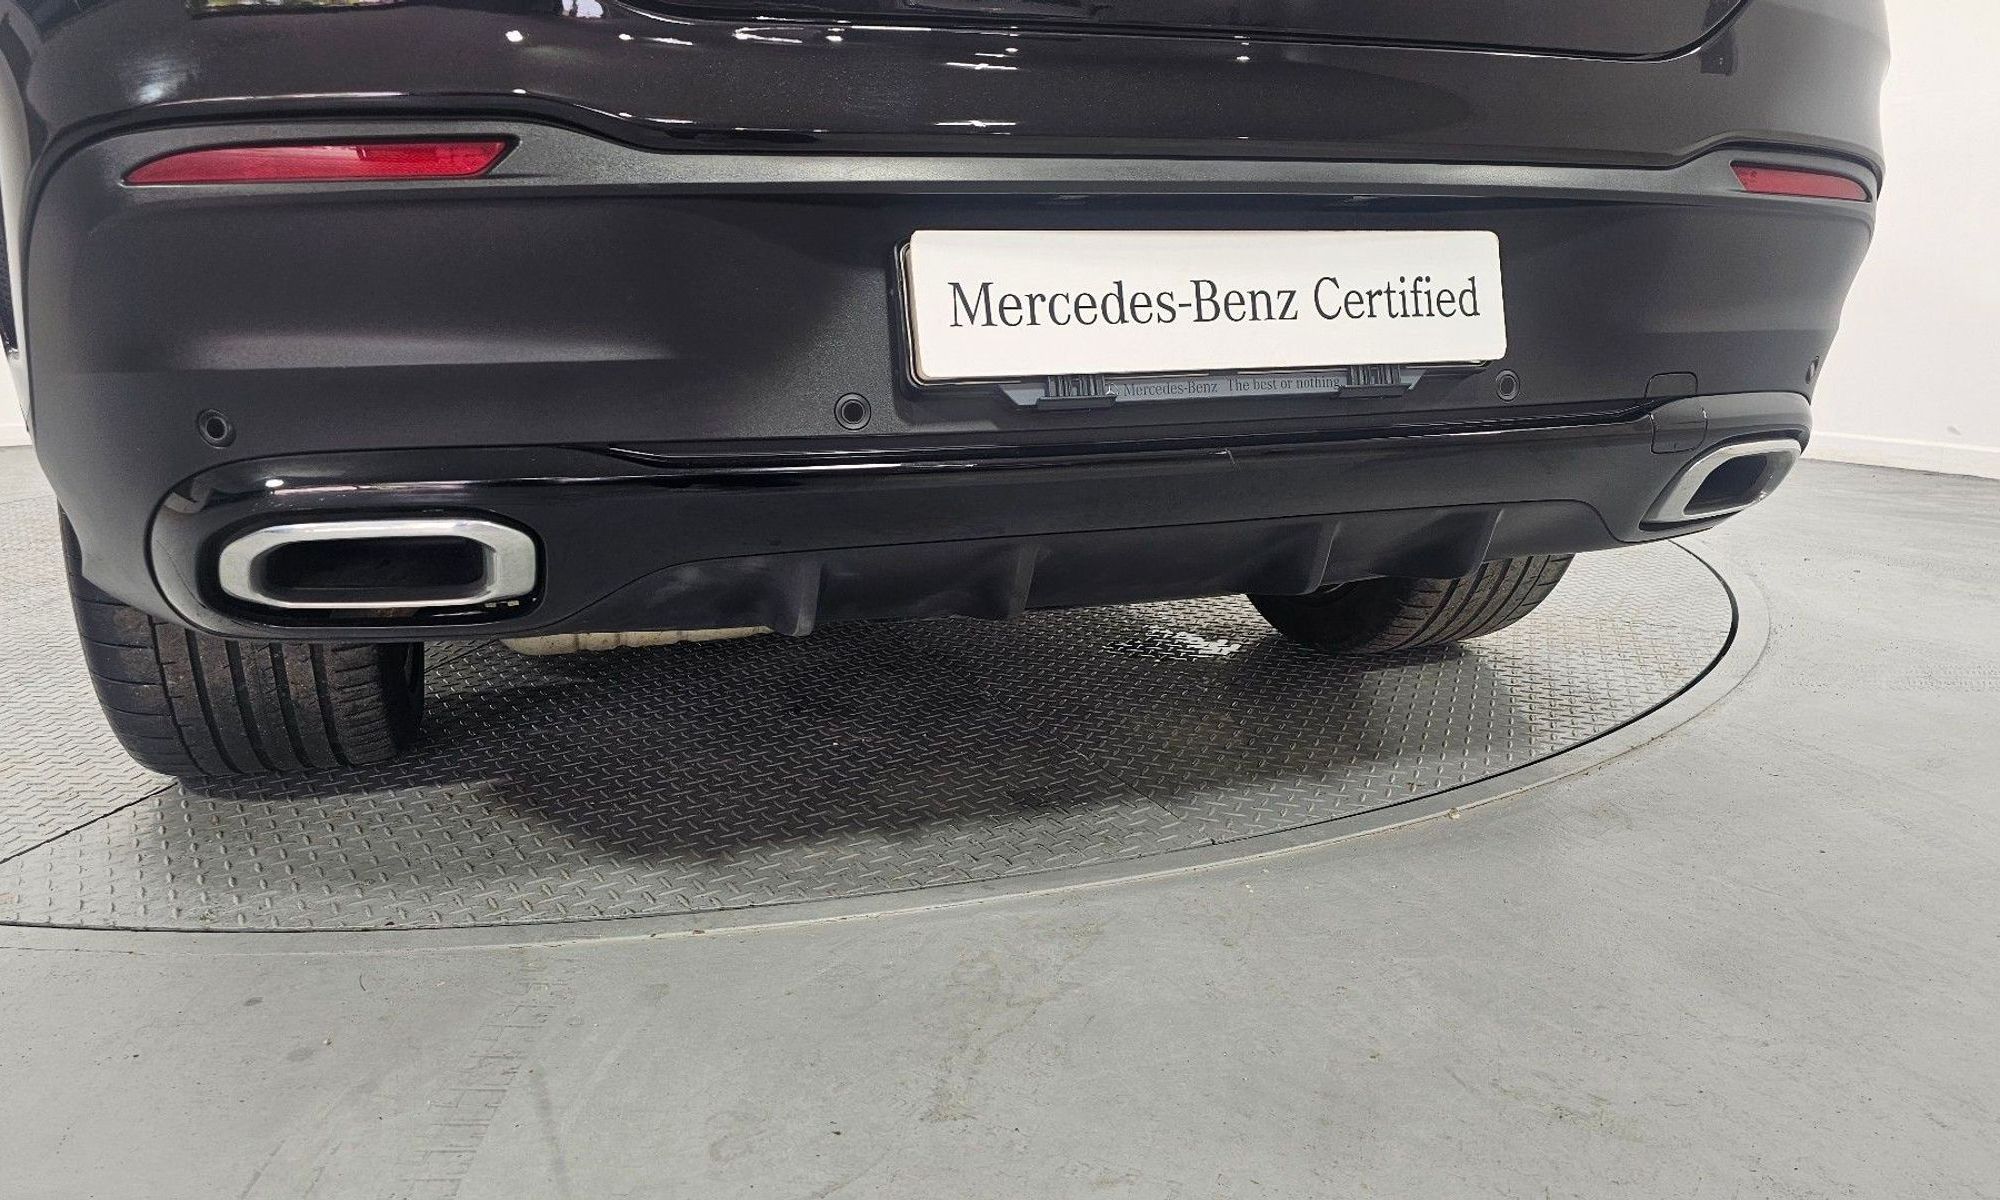 Mercedes-Benz Certified
Mercedes-Benz The best or nothing.